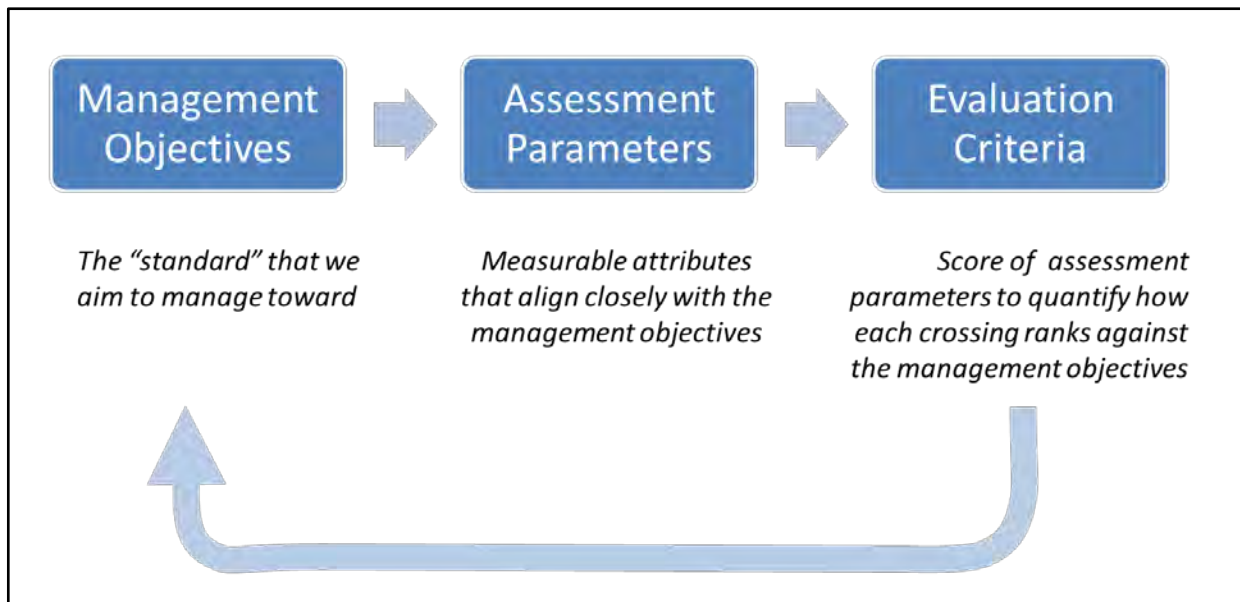 Management
Objectives
Assessment
Parameters
Evaluation
Criteria
The “standard” that we
aim to manage toward
Measurable attributes
that align closely with the
management objectives
Score of assessment
parameters to quantify how
each crossing ranks against
the management objectives